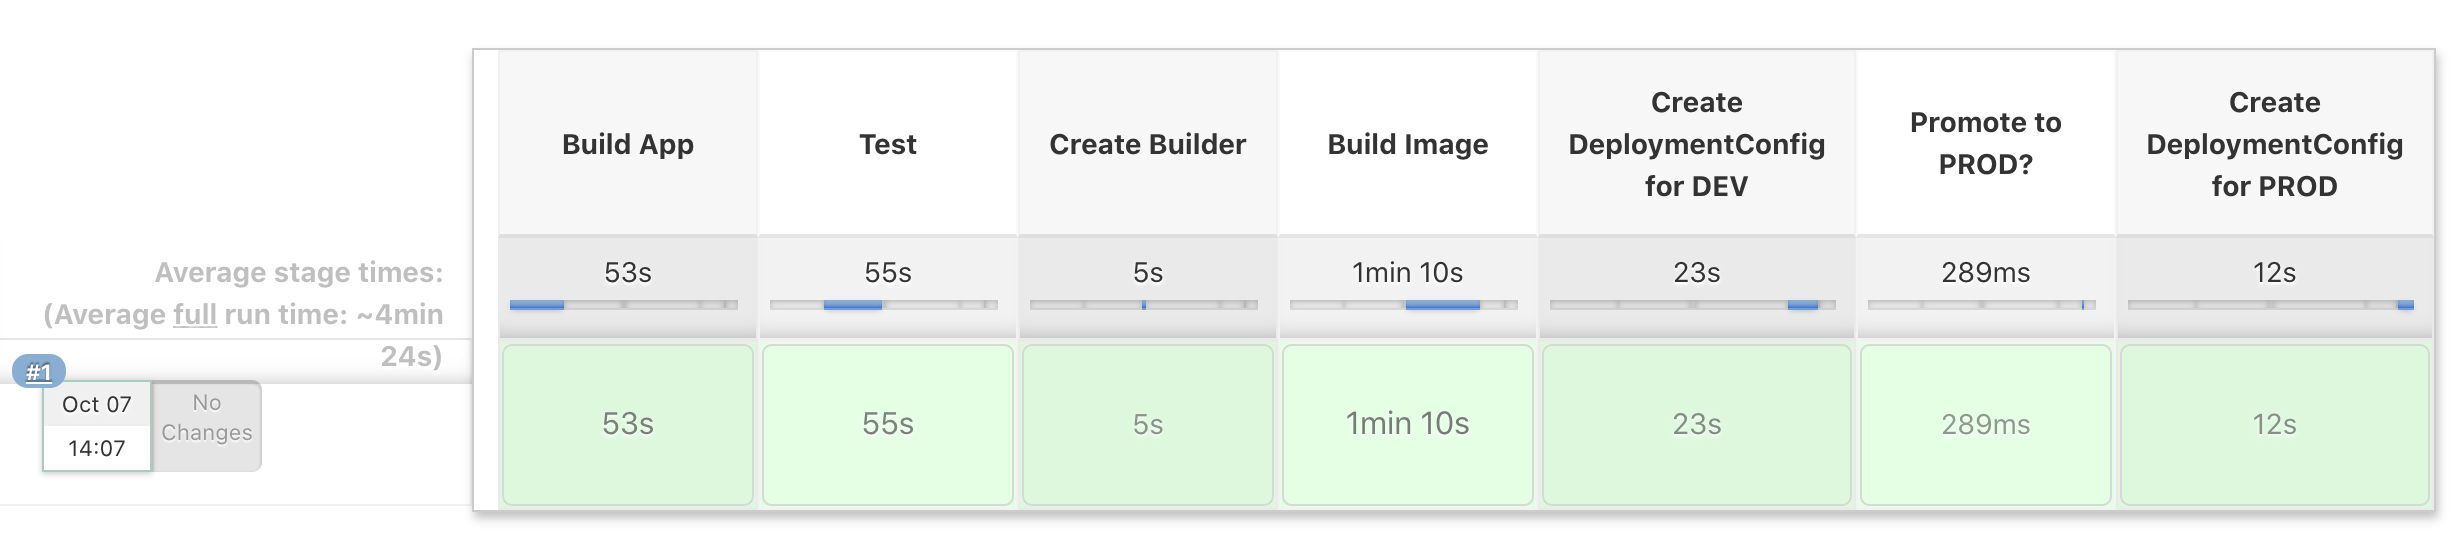 Build App
Test
Create Builder
Build Image
Create
DeploymentConfig
for DEV
Promote to
PROD?
Create
DeploymentConfig
for PROD
Average stage times:
(Average full run time: ~4min
24s)
53s
55s
5s
1min 10s
23s
289ms
12s
#1
Oct 07
14:07
No
Changes
53s
55s
5s
1min 10s
23s
289ms
12s